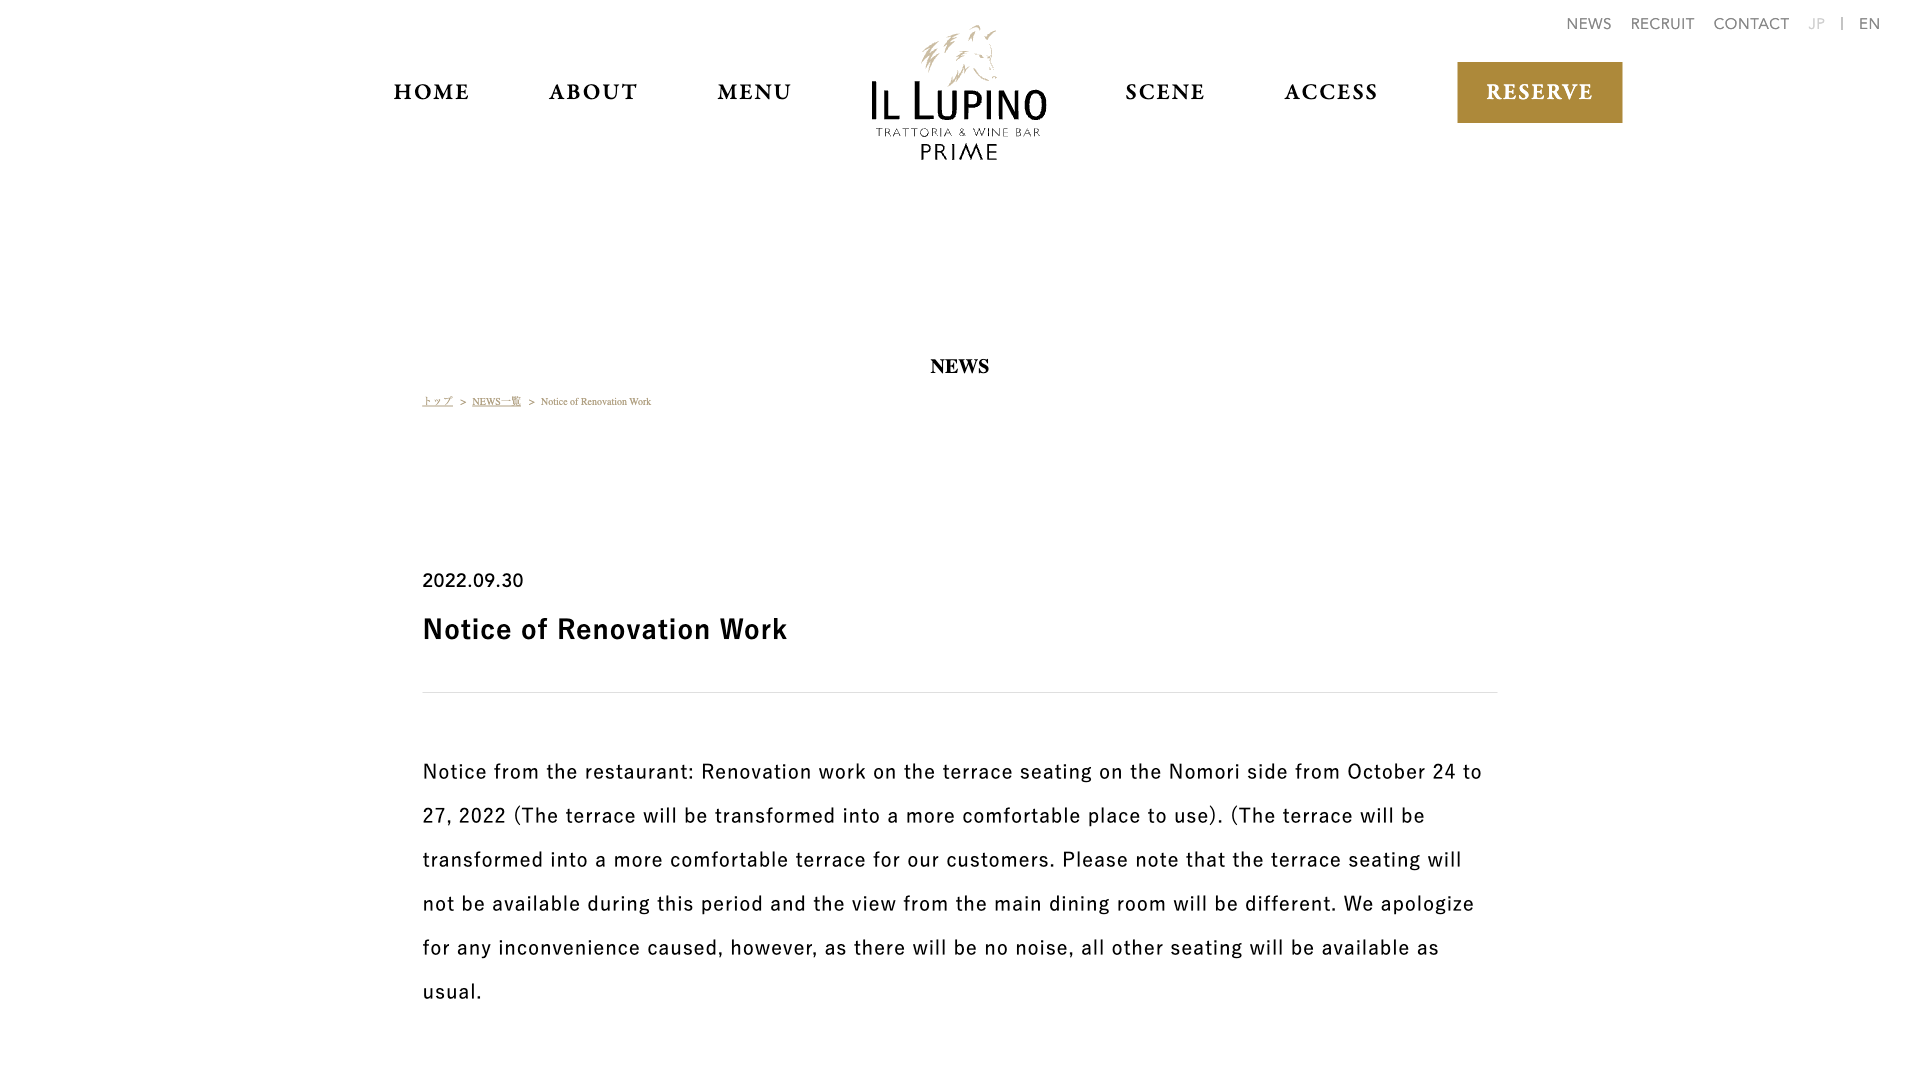 NEWS RECRUIT CONTACT JP | EN
HOME ABOUT MENU SCENE ACCESS RESERVE
IL LUPINO
TRATTORIA & WINE BAR
PRIME
NEWS
トップ > NEWS一覧 > Notice of Renovation Work
2022.09.30
Notice of Renovation Work
Notice from the restaurant: Renovation work on the terrace seating on the Nomori side from October 24 to
27, 2022 (The terrace will be transformed into a more comfortable place to use). (The terrace will be
transformed into a more comfortable terrace for our customers. Please note that the terrace seating will
not be available during this period and the view from the main dining room will be different. We apologize
for any inconvenience caused, however, as there will be no noise, all other seating will be available as
usual.